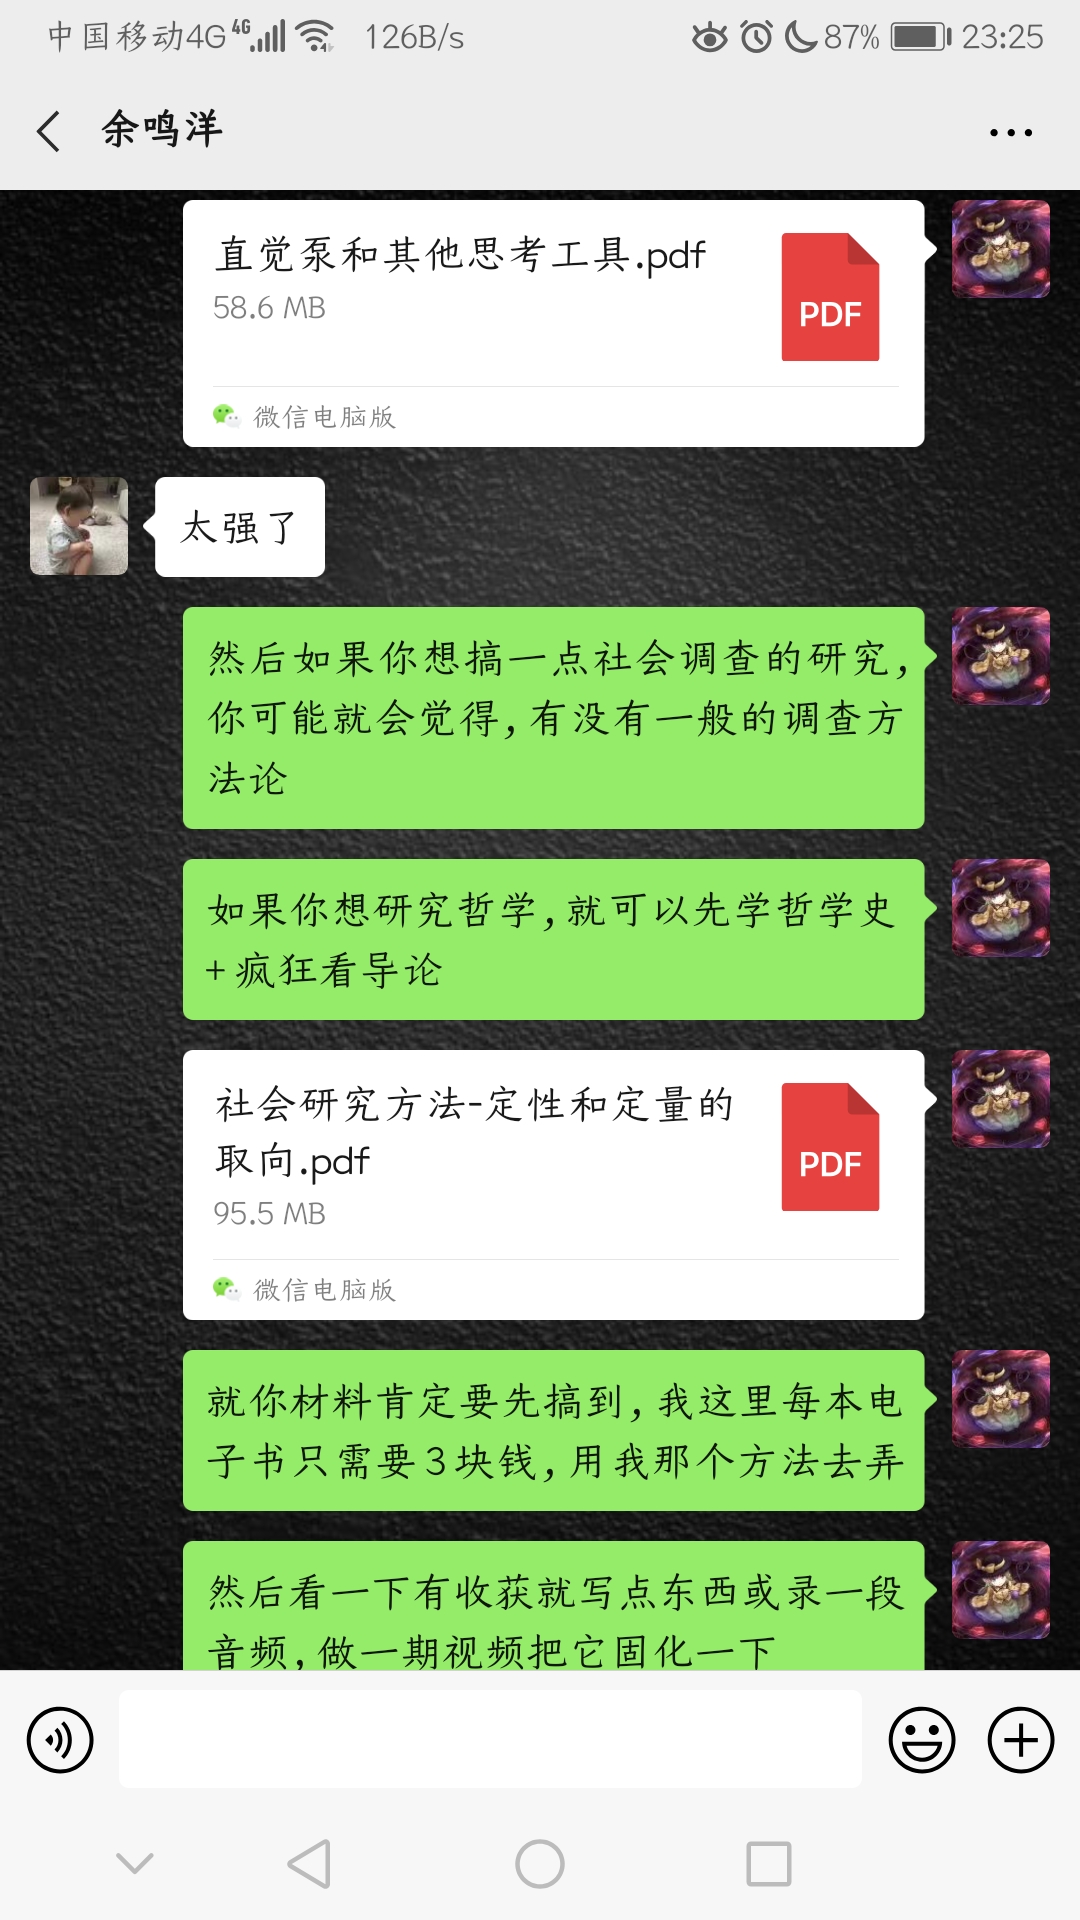 中国移动4G 4G 126B/s 87% 23:25
余鸣洋
直觉泵和其他思考工具.pdf
58.6 MB
PDF
微信电脑版
太强了
然后如果你想搞一点社会调查的研究,
你可能就会觉得,有没有一般的调查方
法论
如果你想研究哲学,就可以先学哲学史
+疯狂看导论
社会研究方法-定性和定量的
取向.pdf
95.5 MB
PDF
微信电脑版
就你材料肯定要先搞到,我这里每本电
子书只需要3块钱,用我那个方法去弄
然后看一下有收获就写点东西或录一段
音频,做一期视频把它固化一下